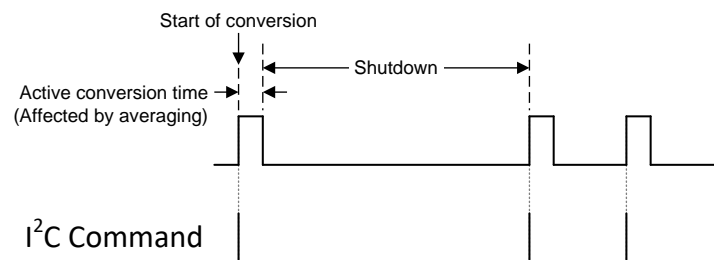 Start of conversion
Shutdown
Active conversion time
(Affected by averaging)
I²C Command